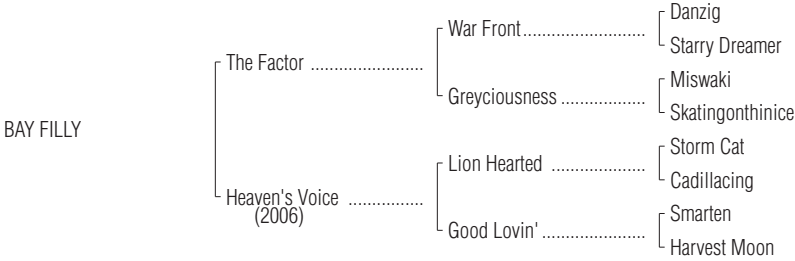 Danzig
War Front........................
Starry Dreamer
The Factor ......................
Miswaki
Greyciousness .................
Skatingonthinice
BAY FILLY
Storm Cat
Lion Hearted ...................
Cadillacing
Heaven's Voice ...............
(2006)
Smarten
Good Lovin' .....................
Harvest Moon